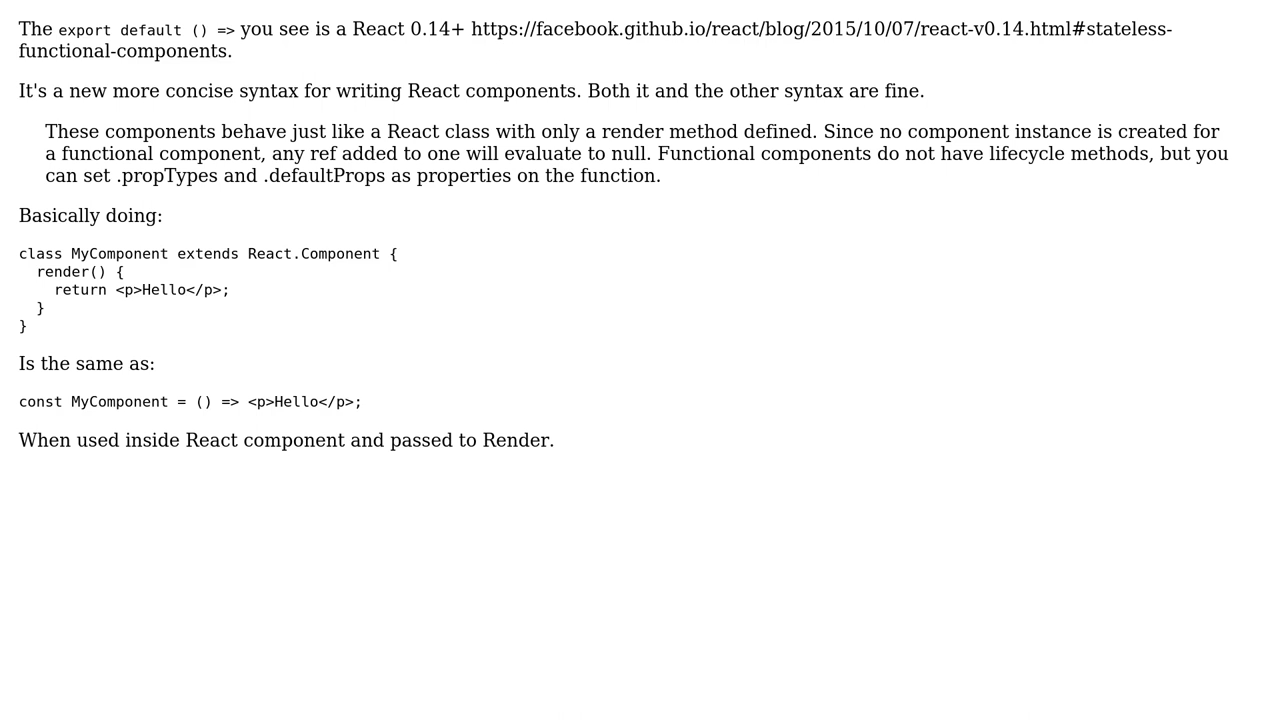 The export default () => you see is a React 0.14+ https://facebook.github.io/react/blog/2015/10/07/react-v0.14.html#stateless-
functional-components.
It's a new more concise syntax for writing React components. Both it and the other syntax are fine.
These components behave just like a React class with only a render method defined. Since no component instance is created for
a functional component, any ref added to one will evaluate to null. Functional components do not have lifecycle methods, but you
can set .propTypes and .defaultProps as properties on the function.
Basically doing:
class MyComponent extends React.Component {
  render() {
    return <p>Hello</p>;
  }
}
Is the same as:
const MyComponent = () => <p>Hello</p>;
When used inside React component and passed to Render.